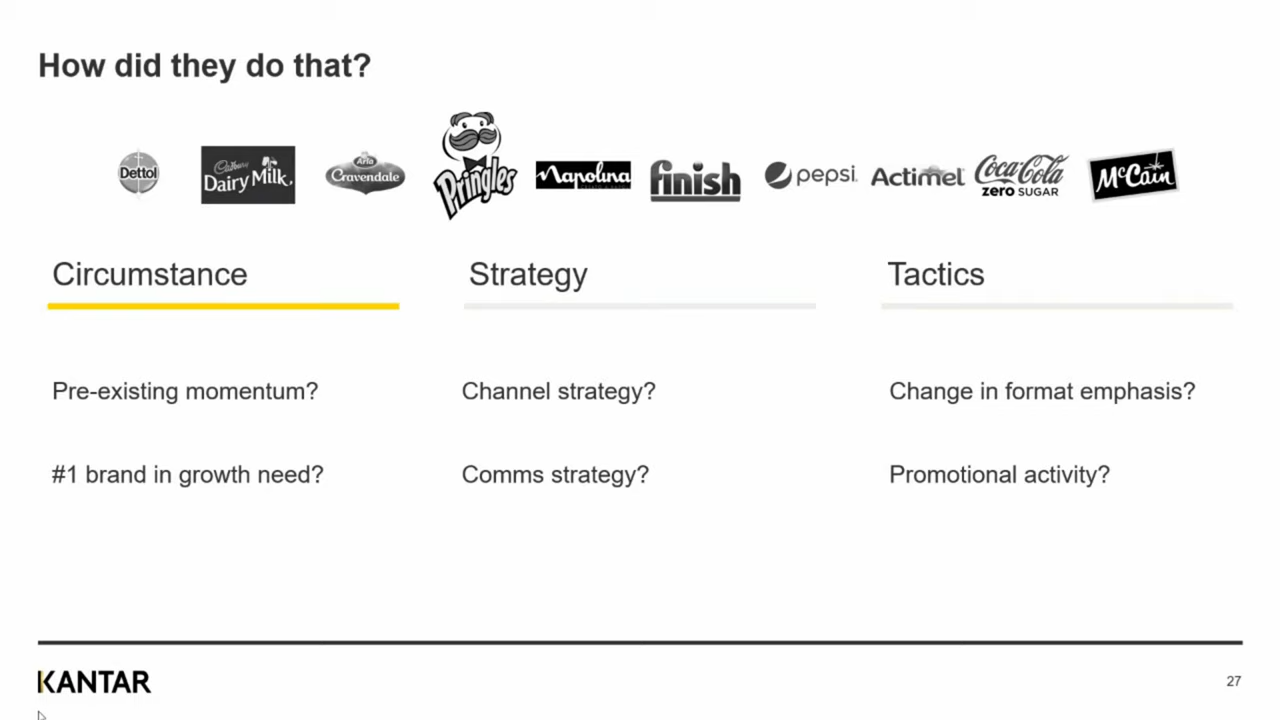 How did they do that?
Dettol
Cadbury
Dairy Milk
Arla
Cravendale
Pringles
Napolina
finish
pepsi
Actimel
Coca-Cola
zero SUGAR
McCain
Circumstance
Strategy
Tactics
Pre-existing momentum?
Channel strategy?
Change in format emphasis?
#1 brand in growth need?
Comms strategy?
Promotional activity?
KANTAR
27